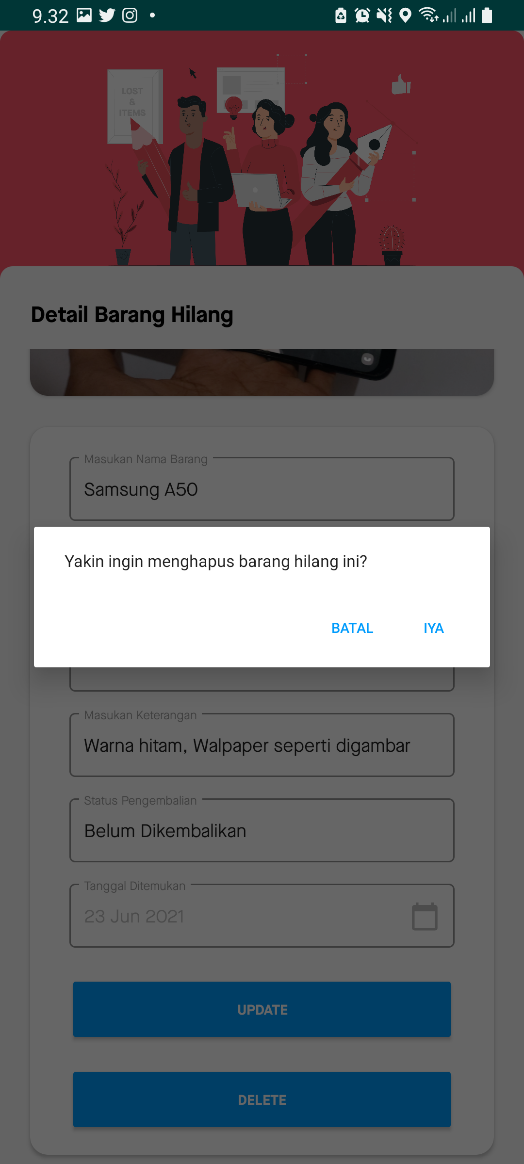 9.32
LOST
&
ITEMS
Detail Barang Hilang
Masukan Nama Barang
Samsung A50
Yakin ingin menghapus barang hilang ini?
BATAL IYA
Masukan Keterangan
Warna hitam, Walpaper seperti digambar
Status Pengembalian
Belum Dikembalikan
Tanggal Ditemukan
23 Jun 2021
UPDATE
DELETE